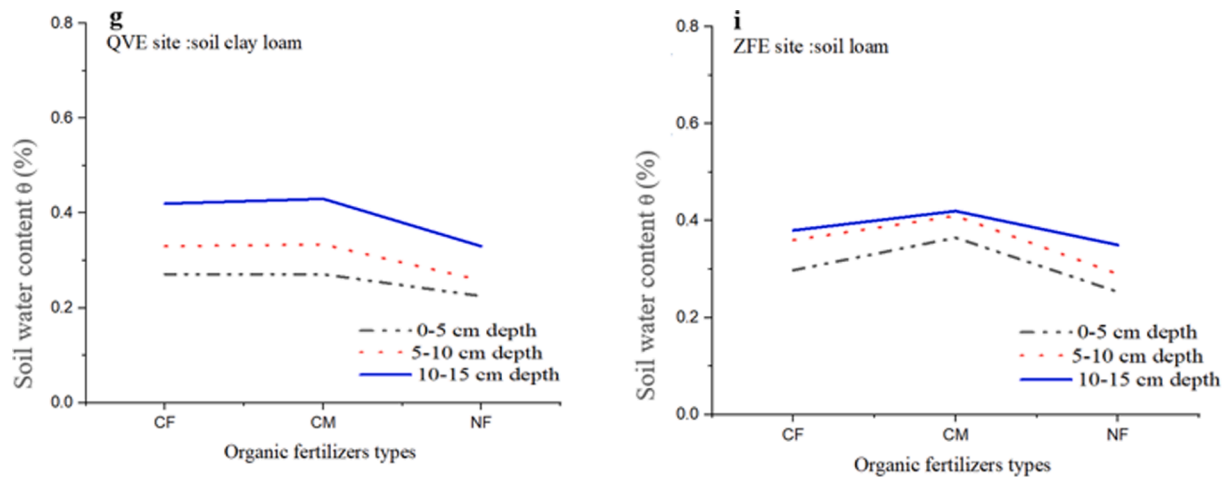 g
QVE site :soil clay loam
0.8
0.6
0.4
0.2
0.0
Soil water content θ (%)
0-5 cm depth
5-10 cm depth
10-15 cm depth
CF
CM
NF
Organic fertilizers types
i
ZFE site :soil loam
0.8
0.6
0.4
0.2
0.0
Soil water content θ (%)
0-5 cm depth
5-10 cm depth
10-15 cm depth
CF
CM
NF
Organic fertilizers types